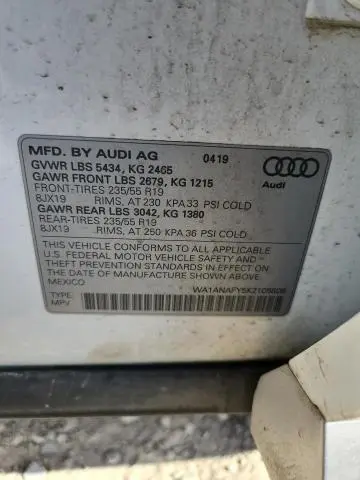 MFD. BY AUDI AG 0419
GVWR LBS 5434, KG 2465
GAWR FRONT LBS 2679, KG 1215
FRONT-TIRES 235/55 R19
8JX19 RIMS, AT 230 KPA 33 PSI COLD
GAWR REAR LBS 3042, KG 1380
REAR-TIRES 235/55 R19
8JX19 RIMS, AT 250 KPA 36 PSI COLD
Audi
THIS VEHICLE CONFORMS TO ALL APPLICABLE
U.S. FEDERAL MOTOR VEHICLE SAFETY AND
THEFT PREVENTION STANDARDS IN EFFECT ON
THE DATE OF MANUFACTURE SHOWN ABOVE
MEXICO
TYPE:
MPV